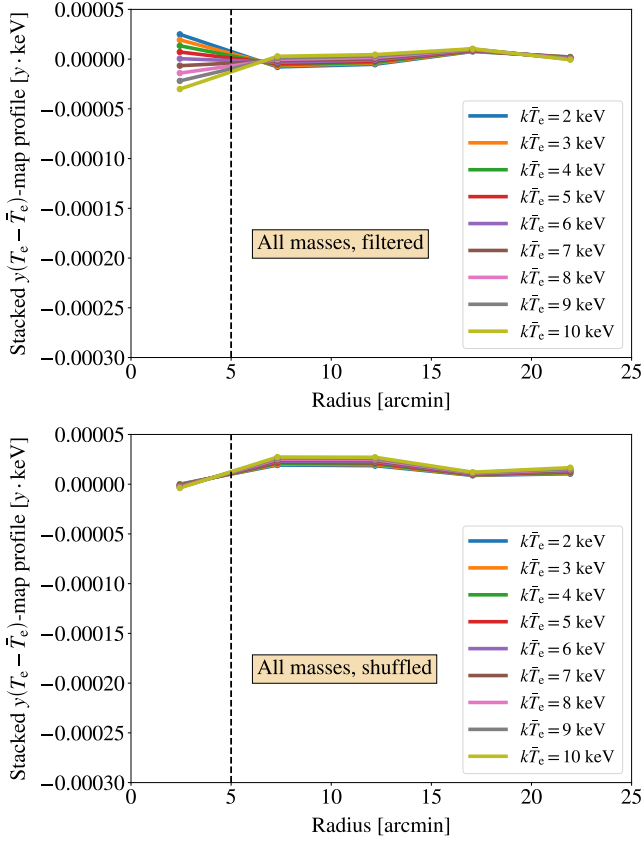 0.00005
0.00000
−0.00005
−0.00010
−0.00015
−0.00020
−0.00025
−0.00030
Stacked y(Tₑ − T̄ₑ)-map profile [y · keV]
All masses, filtered
kT̄ₑ = 2 keV
kT̄ₑ = 3 keV
kT̄ₑ = 4 keV
kT̄ₑ = 5 keV
kT̄ₑ = 6 keV
kT̄ₑ = 7 keV
kT̄ₑ = 8 keV
kT̄ₑ = 9 keV
kT̄ₑ = 10 keV
0 5 10 15 20 25
Radius [arcmin]
0.00005
0.00000
−0.00005
−0.00010
−0.00015
−0.00020
−0.00025
−0.00030
Stacked y(Tₑ − T̄ₑ)-map profile [y · keV]
All masses, shuffled
kT̄ₑ = 2 keV
kT̄ₑ = 3 keV
kT̄ₑ = 4 keV
kT̄ₑ = 5 keV
kT̄ₑ = 6 keV
kT̄ₑ = 7 keV
kT̄ₑ = 8 keV
kT̄ₑ = 9 keV
kT̄ₑ = 10 keV
0 5 10 15 20 25
Radius [arcmin]